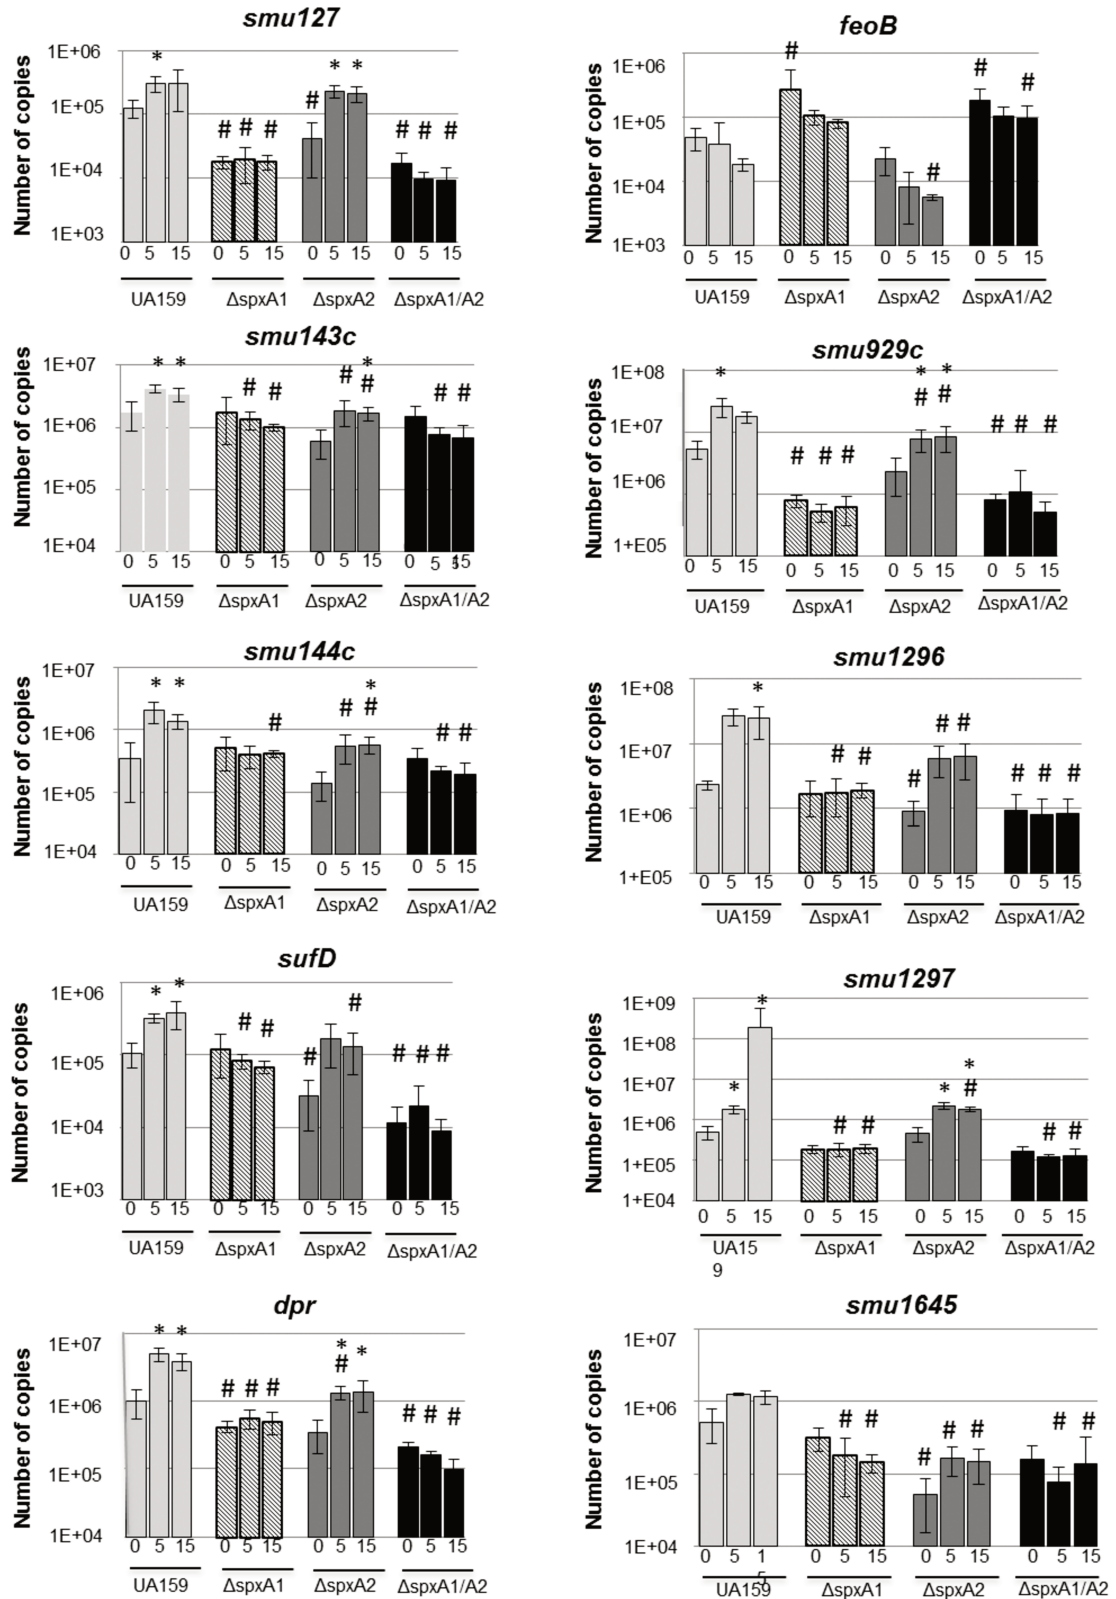 smu127
Number of copies
1E+06
1E+05
1E+04
1E+03
*
# # #
#
* *
# # #
0 5 15 0 5 15 0 5 15 0 5 15
UA159 ΔspxA1 ΔspxA2 ΔspxA1/A2
feoB
Number of copies
1E+06
1E+05
1E+04
1E+03
#
#
# #
0 5 15 0 5 15 0 5 15 0 5 15
UA159 ΔspxA1 ΔspxA2 ΔspxA1/A2
smu143c
Number of copies
1E+07
1E+06
1E+05
1E+04
* *
# #
*
# #
# #
0 5 15 0 5 15 0 5 15 0 5 15
UA159 ΔspxA1 ΔspxA2 ΔspxA1/A2
smu929c
Number of copies
1E+08
1E+07
1E+06
1+E05
*
# # #
* *
# #
# # #
0 5 15 0 5 15 0 5 15 0 5 15
UA159 ΔspxA1 ΔspxA2 ΔspxA1/A2
smu144c
Number of copies
1E+07
1E+06
1E+05
1E+04
* *
#
*
# #
# #
0 5 15 0 5 15 0 5 15 0 5 15
UA159 ΔspxA1 ΔspxA2 ΔspxA1/A2
smu1296
Number of copies
1E+08
1E+07
1E+06
1+E05
*
# #
# # #
# # #
0 5 15 0 5 15 0 5 15 0 5 15
UA159 ΔspxA1 ΔspxA2 ΔspxA1/A2
sufD
Number of copies
1E+06
1E+05
1E+04
1E+03
* *
# #
# #
# # #
0 5 15 0 5 15 0 5 15 0 5 15
UA159 ΔspxA1 ΔspxA2 ΔspxA1/A2
smu1297
Number of copies
1E+09
1E+08
1E+07
1E+06
1+E05
1+E04
* *
# #
*
* #
# #
0 5 15 0 5 15 0 5 15 0 5 15
UA15
9
ΔspxA1 ΔspxA2 ΔspxA1/A2
dpr
Number of copies
1E+07
1E+06
1E+05
1E+04
* *
# # #
* *
#
# # #
0 5 15 0 5 15 0 5 15 0 5 15
UA159 ΔspxA1 ΔspxA2 ΔspxA1/A2
smu1645
Number of copies
1E+07
1E+06
1E+05
1E+04
# #
# # #
# #
0 5 1 0 5 15 0 5 15 0 5 15
5
UA159 ΔspxA1 ΔspxA2 ΔspxA1/A2